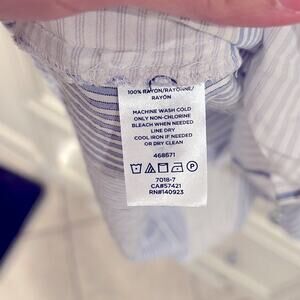 100% RAYON/RAYONNE/
RAYÓN
MACHINE WASH COLD
ONLY NON-CHLORINE
BLEACH WHEN NEEDED
LINE DRY
COOL IRON IF NEEDED
OR DRY CLEAN
468671
P
7018-7
CA#57421
RN#140923